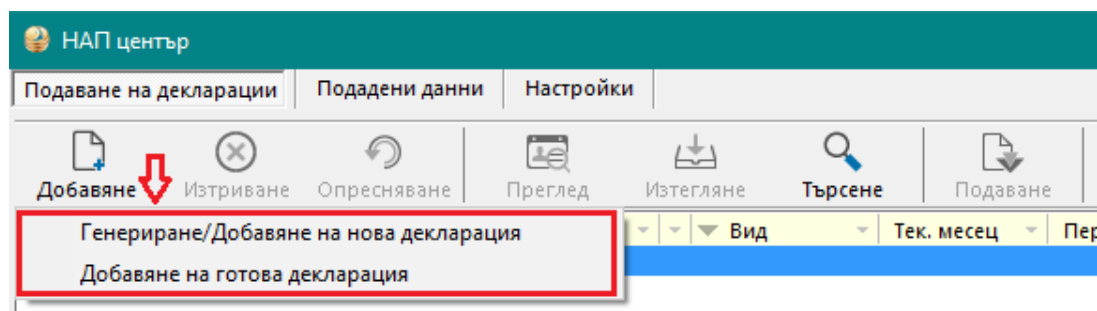 НАП център
Подаване на декларации Подадени данни Настройки
Добавяне Изтриване Опресняване Преглед Изтегляне Търсене Подаване
Генериране/Добавяне на нова декларация Вид Тек. месец Пер
Добавяне на готова декларация